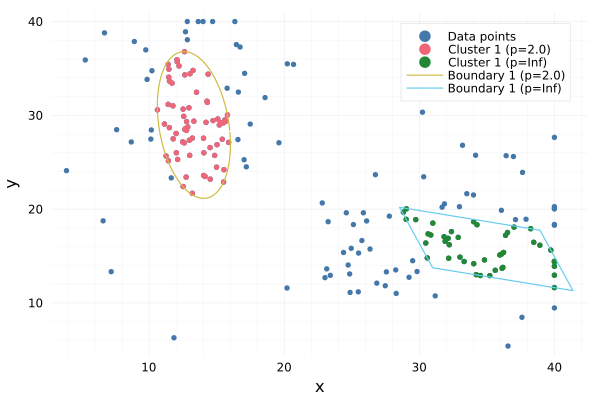 40
30
20
10
10
20
30
40
x
y
Data points
Cluster 1 (p=2.0)
Cluster 1 (p=Inf)
Boundary 1 (p=2.0)
Boundary 1 (p=Inf)